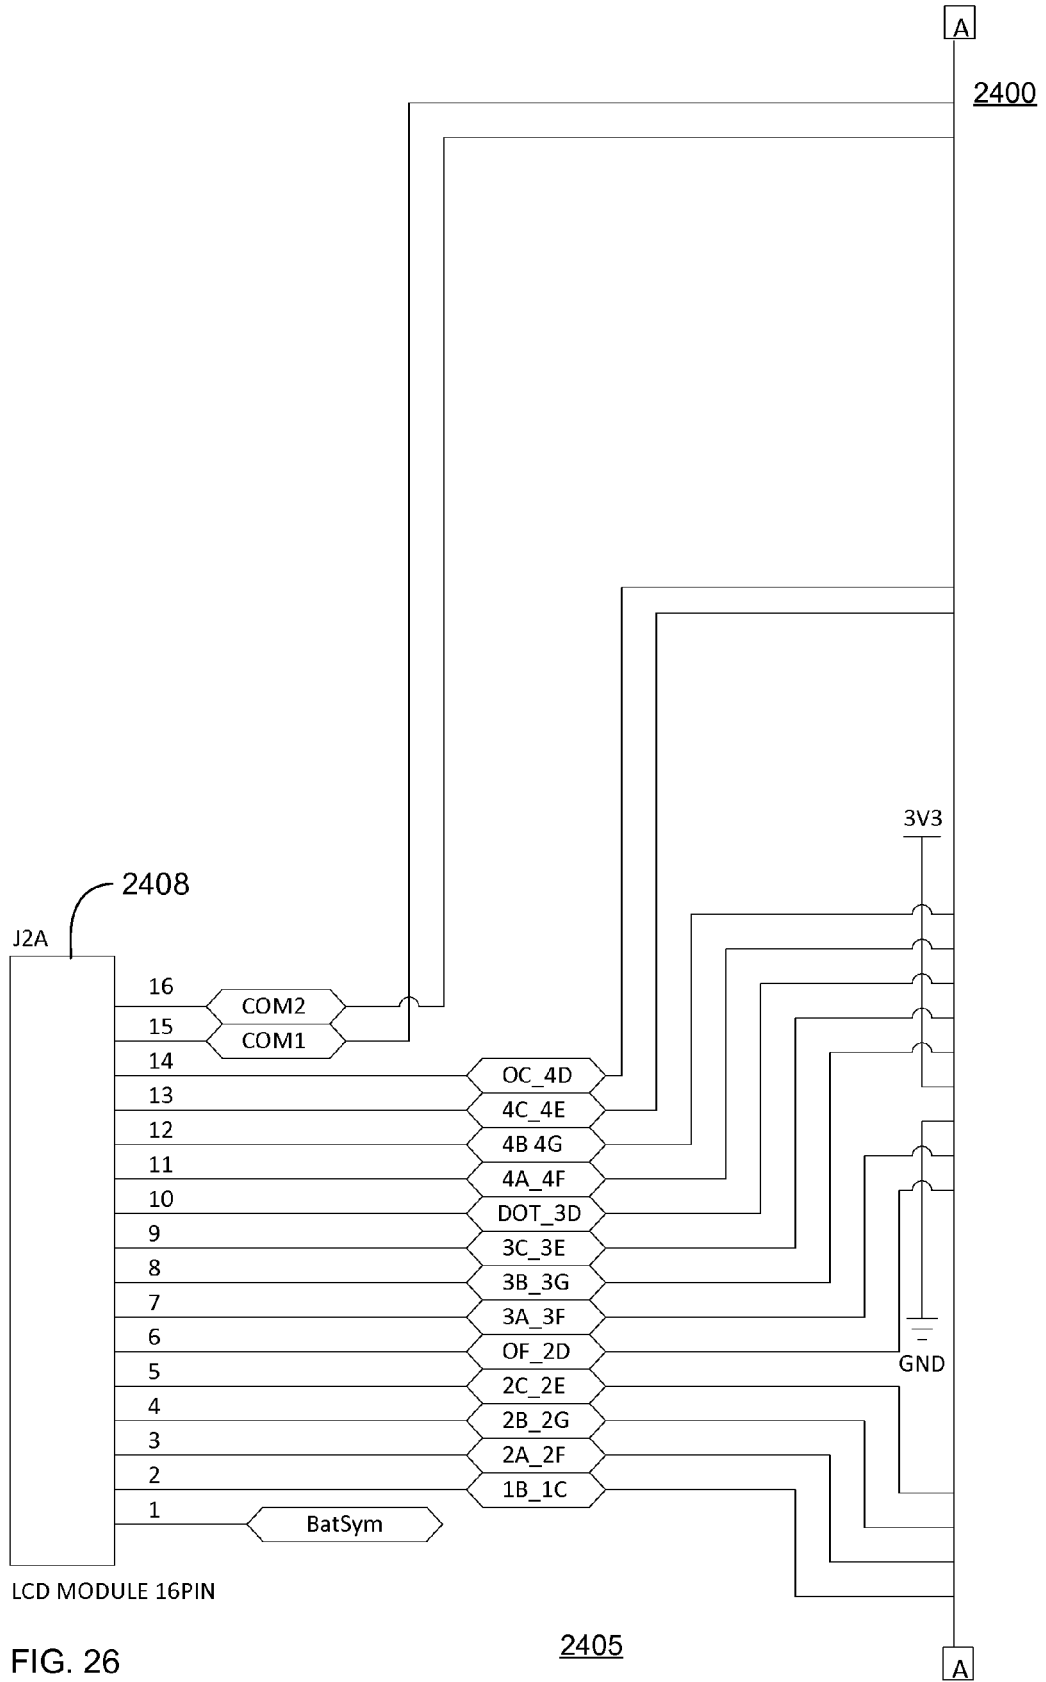 A
2400
3V3
2408
J2A
16 COM2
15 COM1
14 OC_4D
13 4C_4E
12 4B 4G
11 4A_4F
10 DOT_3D
9 3C_3E
8 3B_3G
7 3A_3F
6 OF_2D
GND
5 2C_2E
4 2B_2G
3 2A_2F
2 1B_1C
1 BatSym
LCD MODULE 16PIN
2405
FIG. 26
A